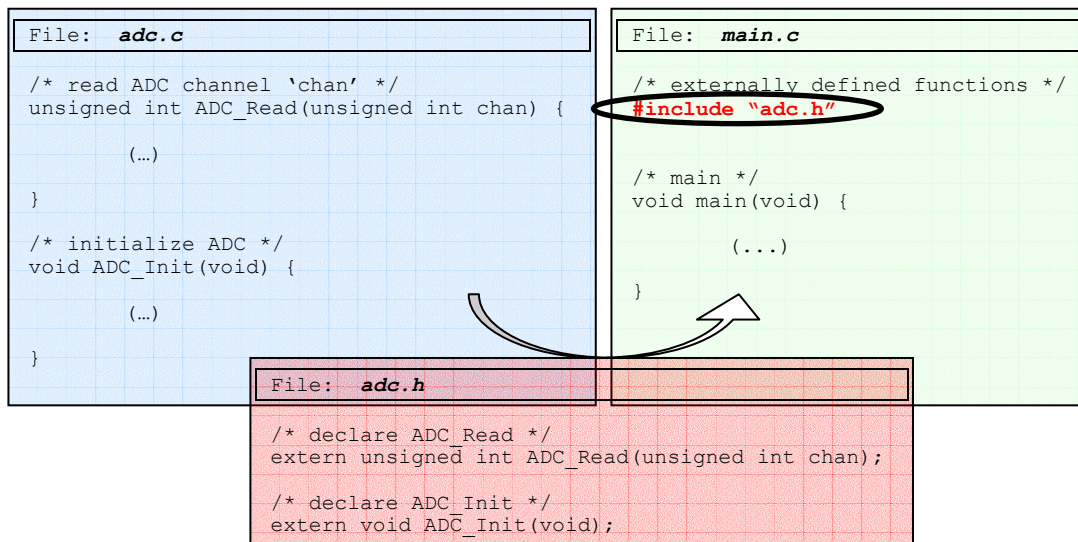 File: adc.c
/* read ADC channel ‘chan’ */
unsigned int ADC_Read(unsigned int chan) {
(…)
}
/* initialize ADC */
void ADC_Init(void) {
(…)
}
File: main.c
/* externally defined functions */
#include “adc.h”
/* main */
void main(void) {
(...)
}
File: adc.h
/* declare ADC_Read */
extern unsigned int ADC_Read(unsigned int chan);
/* declare ADC_Init */
extern void ADC_Init(void);